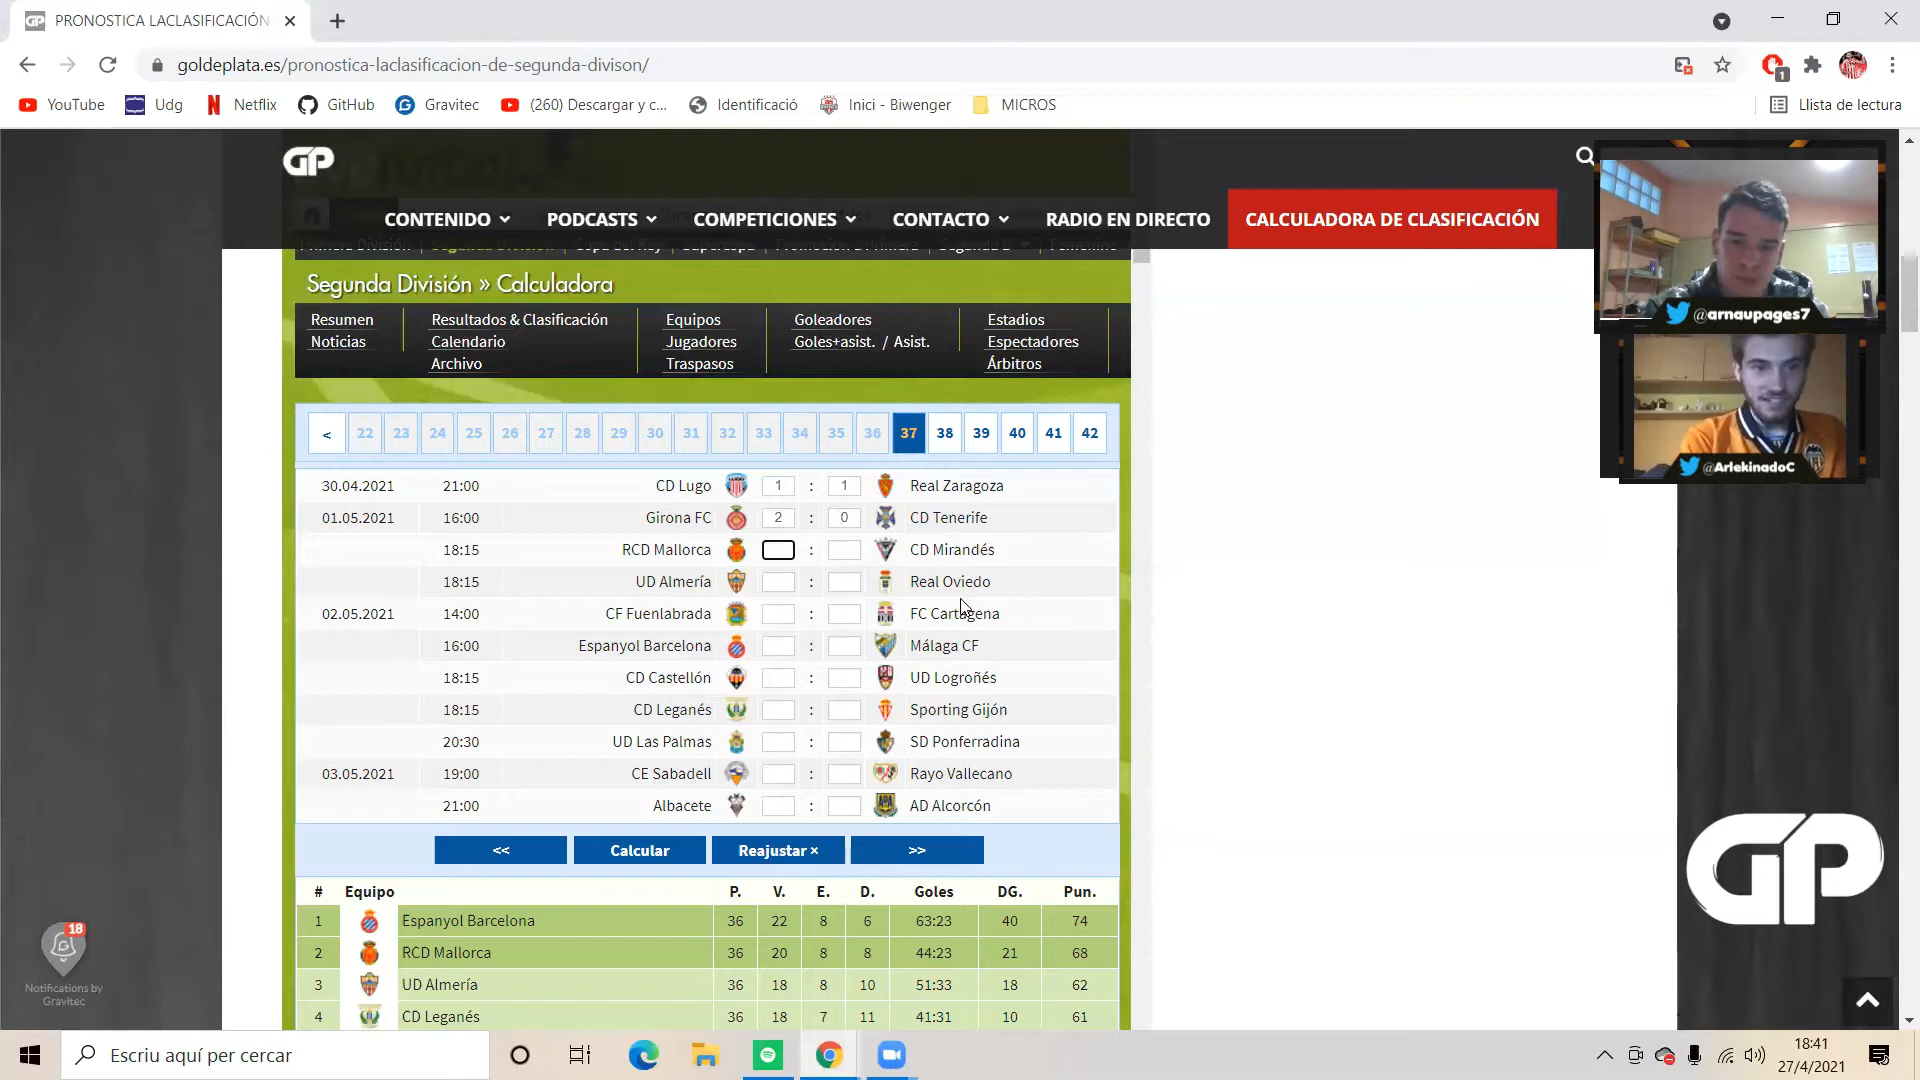 PRONOSTICA LACLASIFICACIÓN
goldeplata.es/pronostica-laclasificacion-de-segunda-divison/
1
YouTube Udg Netflix GitHub Gravitec (260) Descargar y c... Identificació Inici - Biwenger MICROS Llista de lectura
GP
CONTENIDO PODCASTS COMPETICIONES CONTACTO RADIO EN DIRECTO CALCULADORA DE CLASIFICACIÓN
Segunda División » Calculadora
Resumen Resultados & Clasificación Equipos Goleadores Estadios
Noticias Calendario Jugadores Goles+asist. / Asist. Espectadores
Archivo Traspasos Árbitros
@arnaupages7
@ArlekinadoC
< 22 23 24 25 26 27 28 29 30 31 32 33 34 35 36 37 38 39 40 41 42
30.04.2021 21:00 CD Lugo 1 : 1 Real Zaragoza
01.05.2021 16:00 Girona FC 2 : 0 CD Tenerife
18:15 RCD Mallorca : CD Mirandés
18:15 UD Almería : Real Oviedo
02.05.2021 14:00 CF Fuenlabrada : FC Cartagena
16:00 Espanyol Barcelona : Málaga CF
18:15 CD Castellón : UD Logroñés
18:15 CD Leganés : Sporting Gijón
20:30 UD Las Palmas : SD Ponferradina
03.05.2021 19:00 CE Sabadell : Rayo Vallecano
21:00 Albacete : AD Alcorcón
<< Calcular Reajustar × >>
# Equipo P. V. E. D. Goles DG. Pun.
1 Espanyol Barcelona 36 22 8 6 63:23 40 74
2 RCD Mallorca 36 20 8 8 44:23 21 68
3 UD Almería 36 18 8 10 51:33 18 62
4 CD Leganés 36 18 7 11 41:31 10 61
18
Notifications by
Gravitec
GP
Escriu aquí per cercar
18:41
27/4/2021